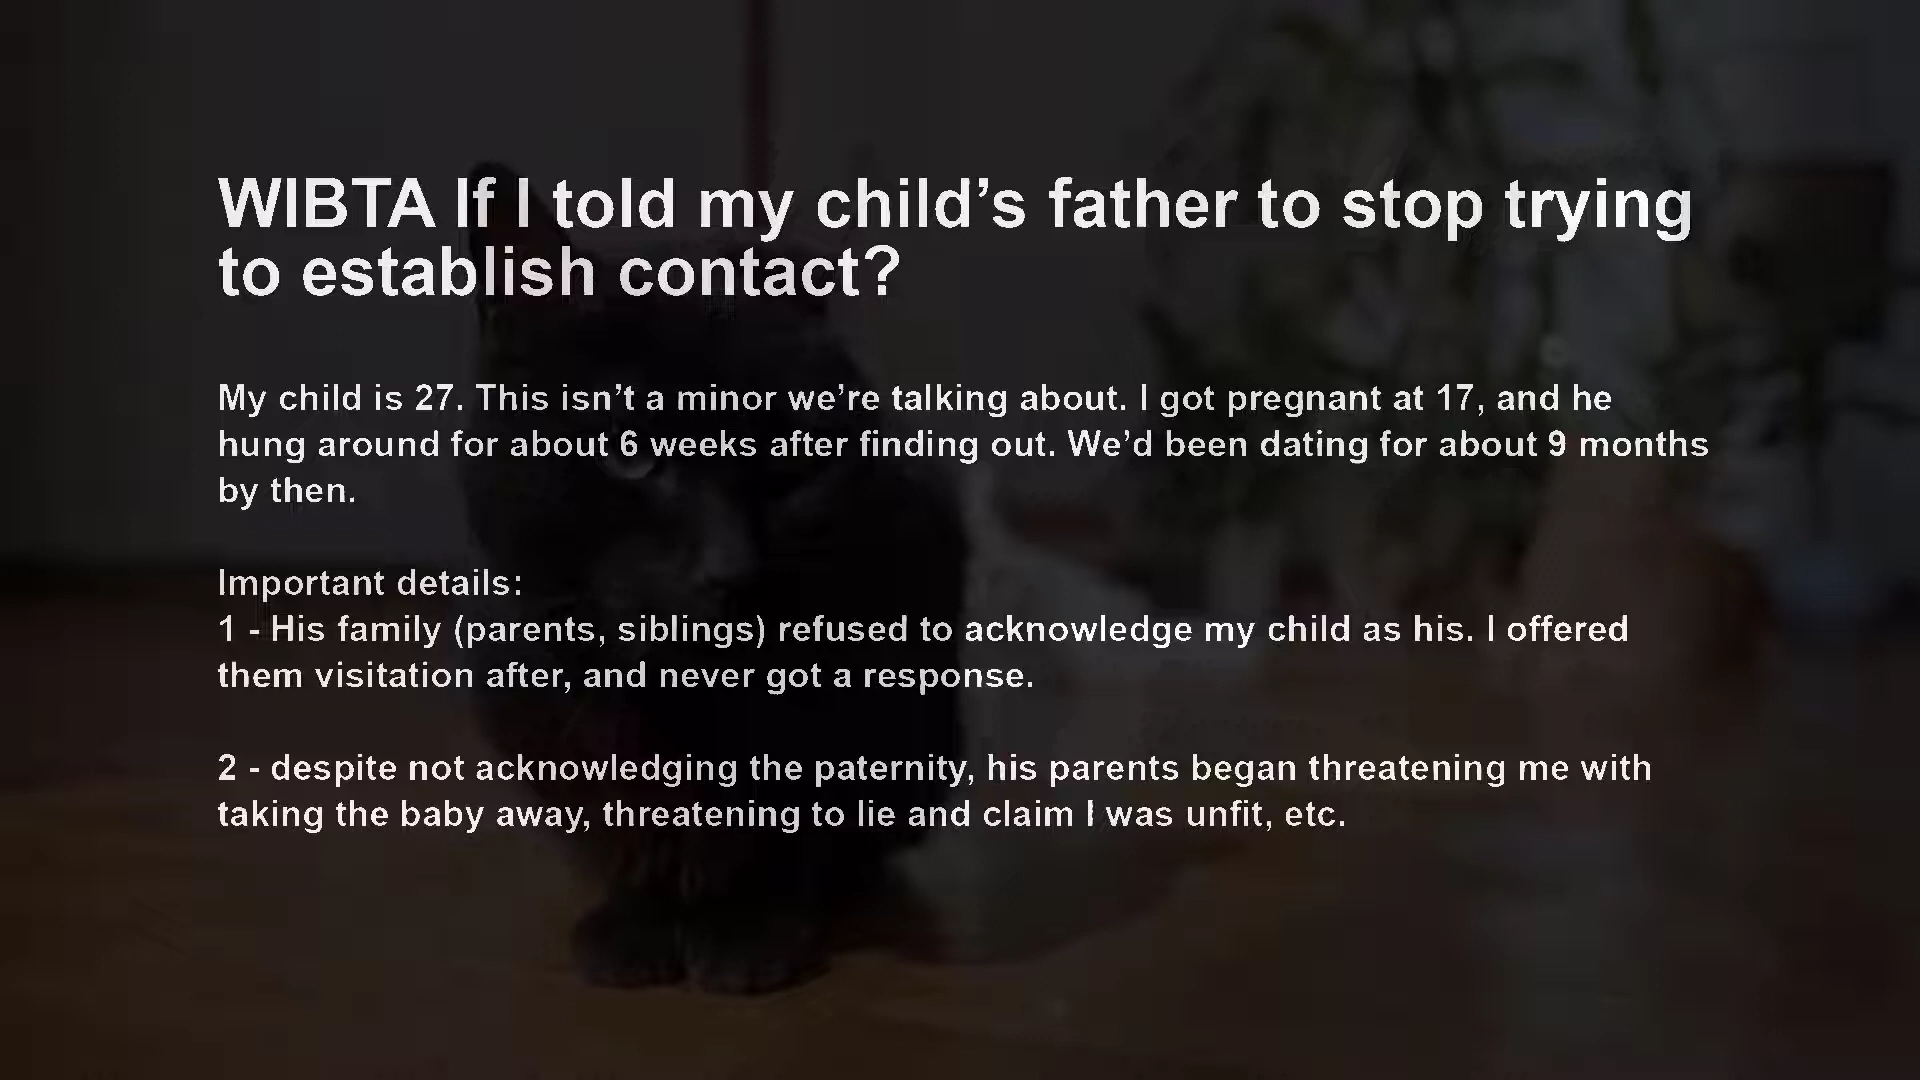 WIBTA If I told my child’s father to stop trying
to establish contact?
My child is 27. This isn’t a minor we’re talking about. I got pregnant at 17, and he
hung around for about 6 weeks after finding out. We’d been dating for about 9 months
by then.
Important details:
1 - His family (parents, siblings) refused to acknowledge my child as his. I offered
them visitation after, and never got a response.
2 - despite not acknowledging the paternity, his parents began threatening me with
taking the baby away, threatening to lie and claim I was unfit, etc.